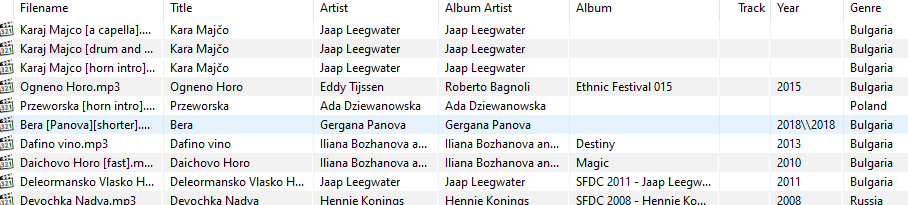 Filename Title Artist Album Artist Album Track Year Genre
Karaj Majco [a capella].... Kara Majčo Jaap Leegwater Jaap Leegwater Bulgaria
Karaj Majco [drum and ... Kara Majčo Jaap Leegwater Jaap Leegwater Bulgaria
Karaj Majco [horn intro]... Kara Majčo Jaap Leegwater Jaap Leegwater Bulgaria
Ogneno Horo.mp3 Ogneno Horo Eddy Tijssen Roberto Bagnoli Ethnic Festival 015 2015 Bulgaria
Przeworska [horn intro].... Przeworska Ada Dziewanowska Ada Dziewanowska Poland
Bera [Panova][shorter].... Bera Gergana Panova Gergana Panova 2018\\2018 Bulgaria
Dafino vino.mp3 Dafino vino Iliana Bozhanova an... Iliana Bozhanova an... Destiny 2013 Bulgaria
Daichovo Horo [fast].m... Daichovo Horo Iliana Bozhanova an... Iliana Bozhanova an... Magic 2010 Bulgaria
Deleormansko Vlasko H... Deleormansko Vlasko H... Jaap Leegwater Jaap Leegwater SFDC 2011 - Jaap Leegw... 2011 Bulgaria
Devochka Nadya.mp3 Devochka Nadya Hennie Konings Hennie Konings SFDC 2008 - Hennie Ko... 2008 Russia